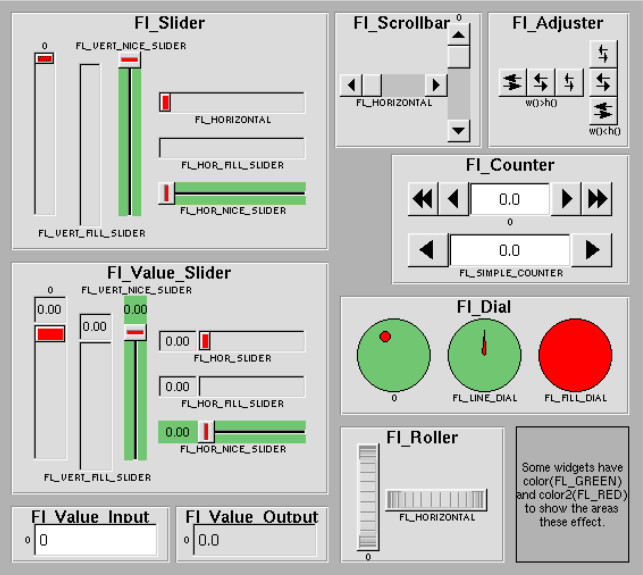 Fl_Slider
0
FL_VERT_NICE_SLIDER
FL_HORIZONTAL
FL_HOR_FILL_SLIDER
FL_HOR_NICE_SLIDER
FL_VERT_FILL_SLIDER
Fl_Scrollbar
0
FL_HORIZONTAL
Fl_Adjuster
w()>h()
w()<h()
Fl_Counter
0.0
0
0.0
FL_SIMPLE_COUNTER
Fl_Value_Slider
0
FL_VERT_NICE_SLIDER
0.00
0.00
0.00
0.00
FL_HOR_SLIDER
0.00
FL_HOR_FILL_SLIDER
0.00
FL_HOR_NICE_SLIDER
FL_VERT_FILL_SLIDER
Fl_Dial
0
FL_LINE_DIAL
FL_FILL_DIAL
Fl_Roller
FL_HORIZONTAL
0
Some widgets have
color(FL_GREEN)
and color2(FL_RED)
to show the areas
these effect.
Fl_Value_Input
0
0
Fl_Value_Output
0
0.0